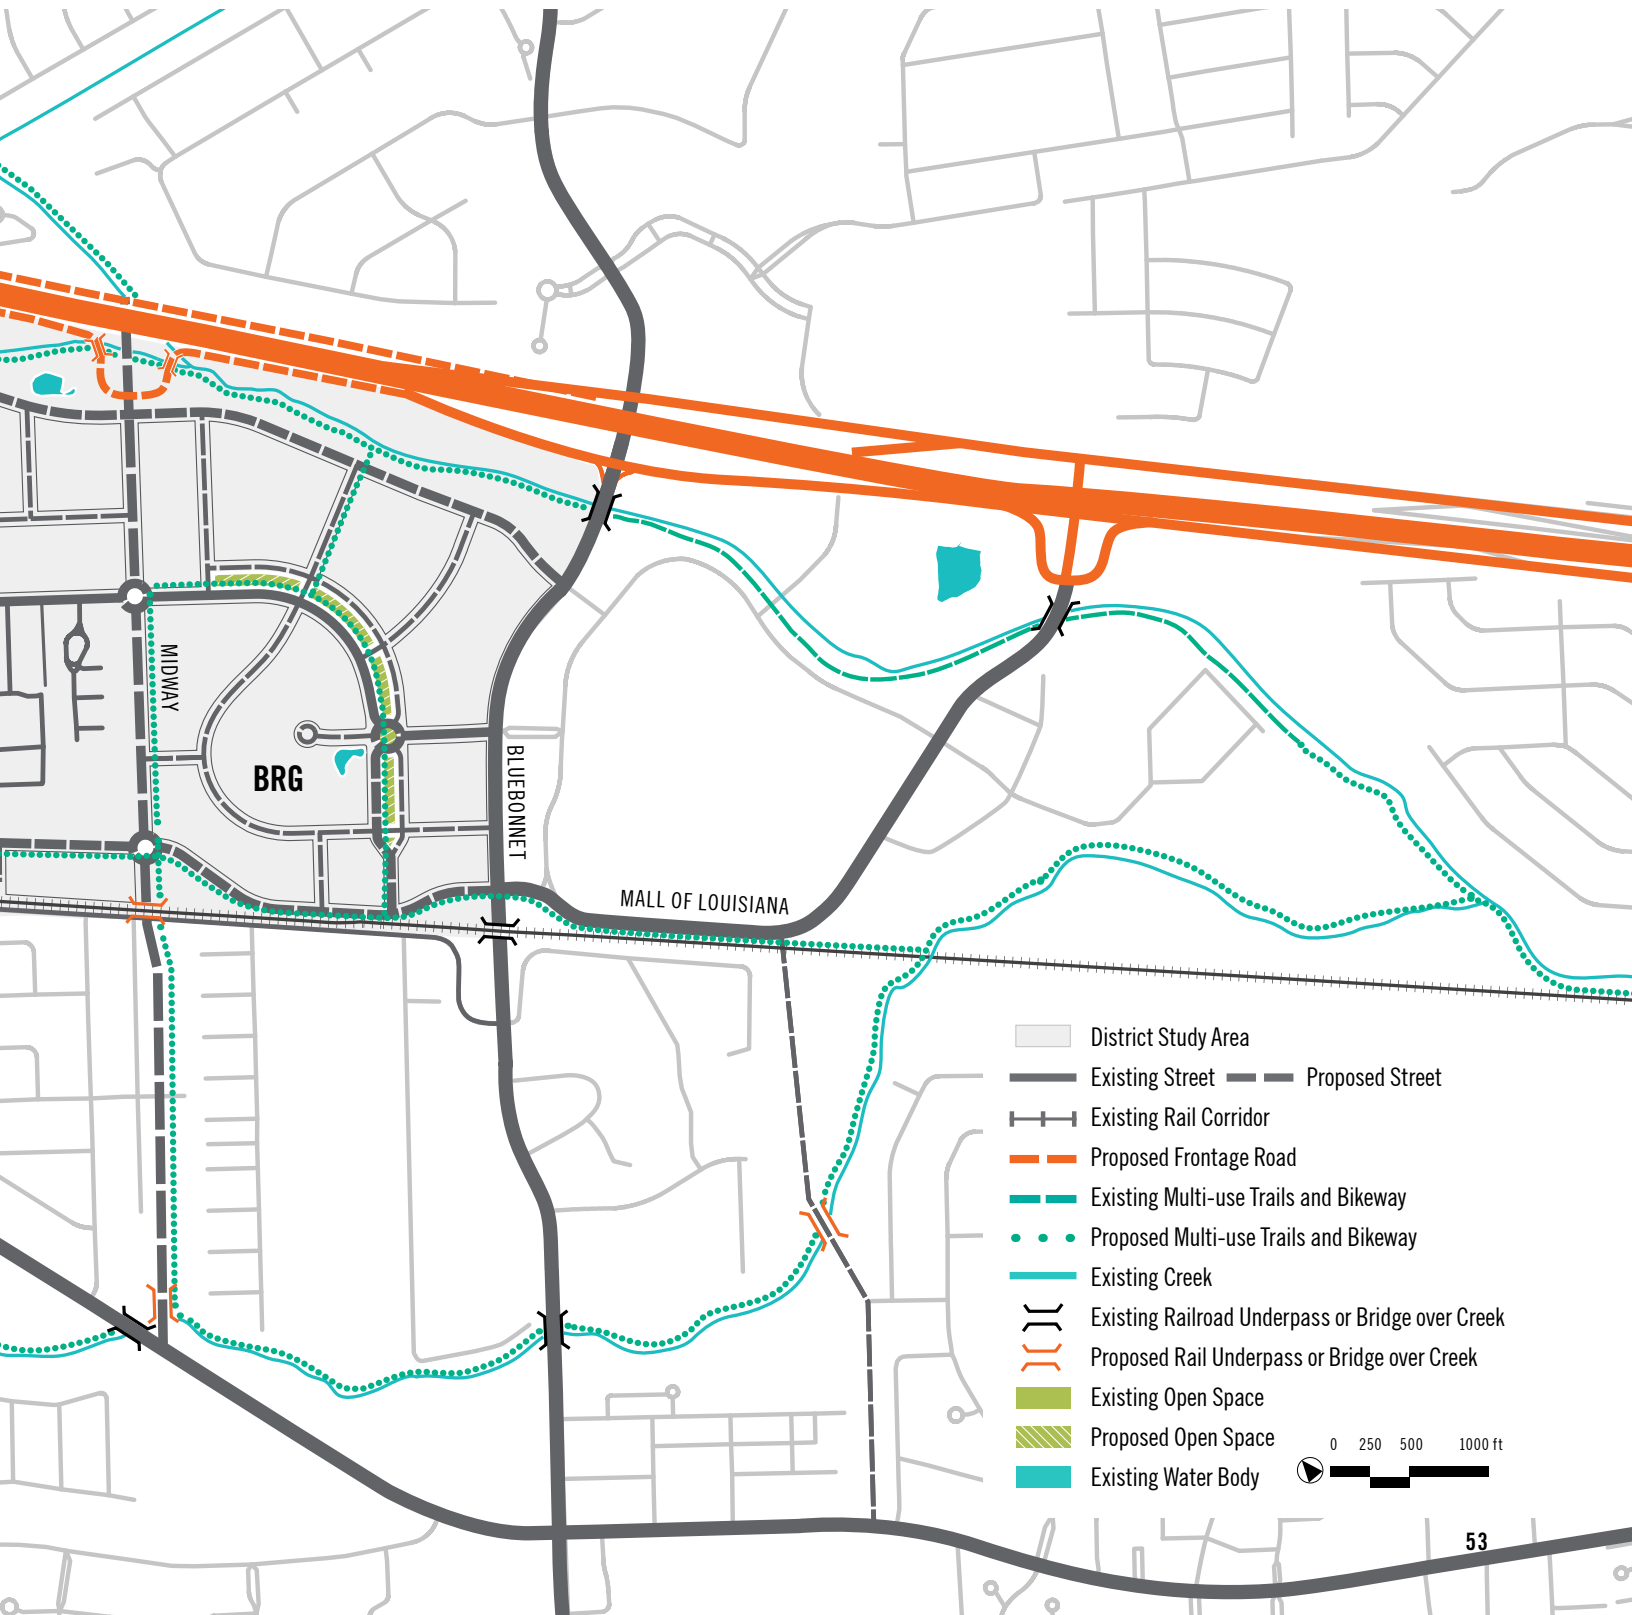 MIDWAY
BRG
BLUEBONNET
MALL OF LOUISIANA
District Study Area
Existing Street
Proposed Street
Existing Rail Corridor
Proposed Frontage Road
Existing Multi-use Trails and Bikeway
Proposed Multi-use Trails and Bikeway
Existing Creek
Existing Railroad Underpass or Bridge over Creek
Proposed Rail Underpass or Bridge over Creek
Existing Open Space
Proposed Open Space
Existing Water Body
0 250 500 1000 ft
53